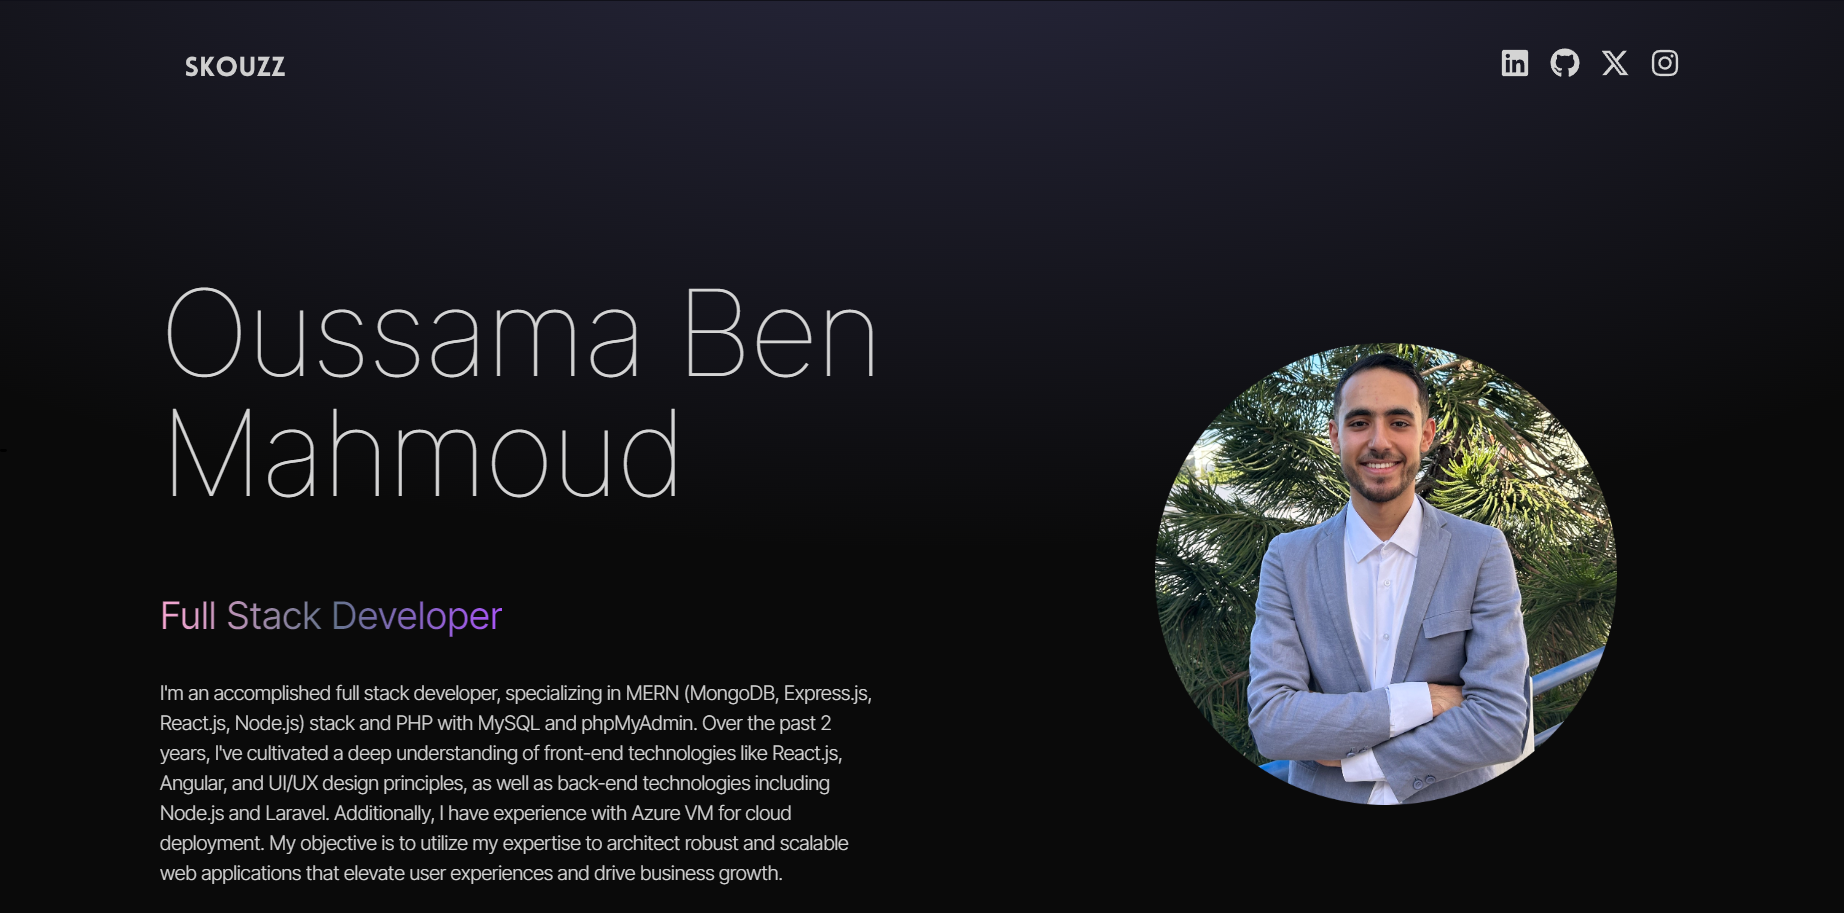 SKOUZZ
Oussama Ben
Mahmoud
Full Stack Developer
I'm an accomplished full stack developer, specializing in MERN (MongoDB, Express.js,
React.js, Node.js) stack and PHP with MySQL and phpMyAdmin. Over the past 2
years, I've cultivated a deep understanding of front-end technologies like React.js,
Angular, and UI/UX design principles, as well as back-end technologies including
Node.js and Laravel. Additionally, I have experience with Azure VM for cloud
deployment. My objective is to utilize my expertise to architect robust and scalable
web applications that elevate user experiences and drive business growth.